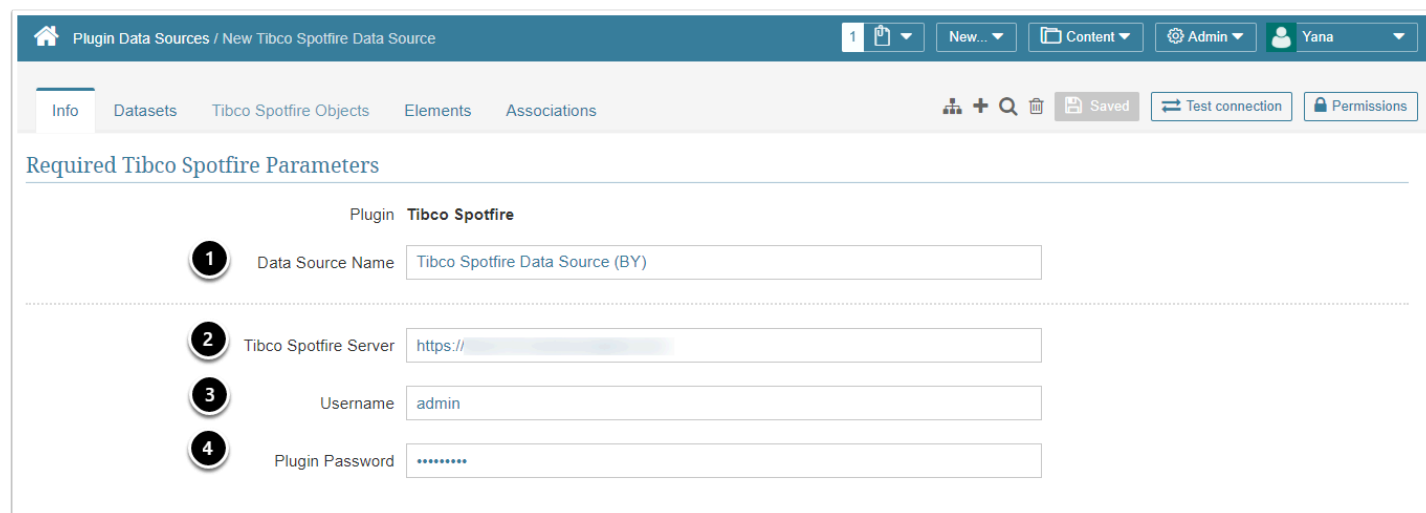 Plugin Data Sources / New Tibco Spotfire Data Source 1 New... Content Admin Yana
Info Datasets Tibco Spotfire Objects Elements Associations Saved Test connection Permissions
Required Tibco Spotfire Parameters
Plugin Tibco Spotfire
1 Data Source Name Tibco Spotfire Data Source (BY)
2 Tibco Spotfire Server https://
3 Username admin
4 Plugin Password •••••••••